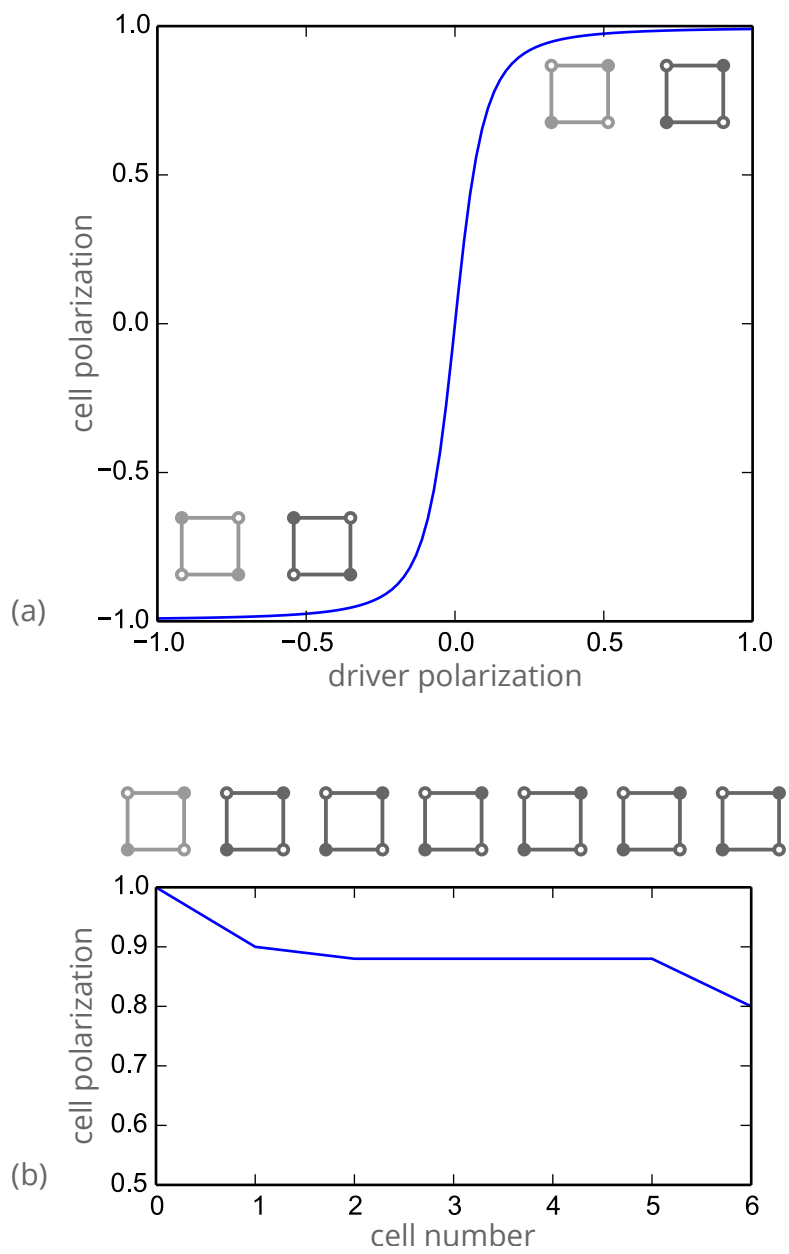 1.0
0.5
0.0
−0.5
−1.0
cell polarization
(a)
−1.0 −0.5 0.0 0.5 1.0
driver polarization
1.0
0.9
0.8
0.7
0.6
0.5
cell polarization
(b)
0 1 2 3 4 5 6
cell number